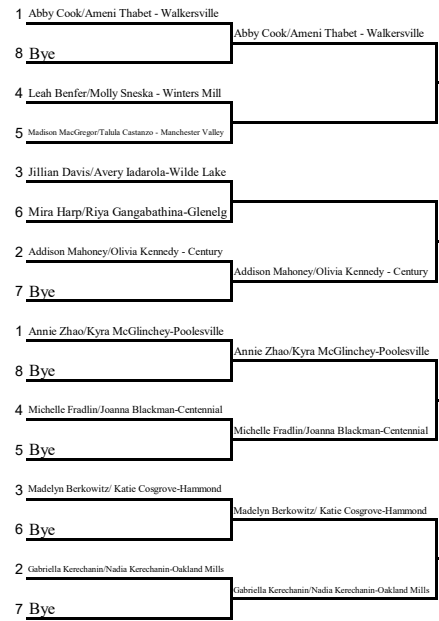 1 Abby Cook/Ameni Thabet - Walkersville
Abby Cook/Ameni Thabet - Walkersville
8 Bye
4 Leah Benfer/Molly Sneska - Winters Mill
5 Madison MacGregor/Talula Castanzo - Manchester Valley
3 Jillian Davis/Avery Iadarola-Wilde Lake
6 Mira Harp/Riya Gangabathina-Glenelg
2 Addison Mahoney/Olivia Kennedy - Century
Addison Mahoney/Olivia Kennedy - Century
7 Bye
1 Annie Zhao/Kyra McGlinchey-Poolesville
Annie Zhao/Kyra McGlinchey-Poolesville
8 Bye
4 Michelle Fradlin/Joanna Blackman-Centennial
Michelle Fradlin/Joanna Blackman-Centennial
5 Bye
3 Madelyn Berkowitz/ Katie Cosgrove-Hammond
Madelyn Berkowitz/ Katie Cosgrove-Hammond
6 Bye
2 Gabriella Kerechanin/Nadia Kerechanin-Oakland Mills
Gabriella Kerechanin/Nadia Kerechanin-Oakland Mills
7 Bye